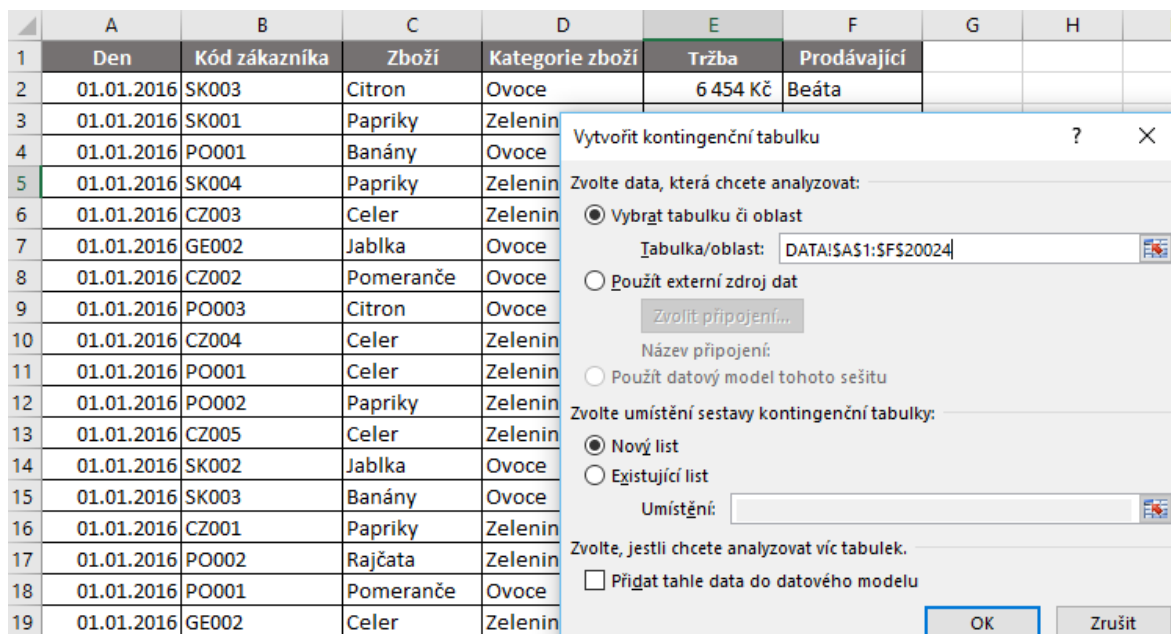 A B C D E F G H
1 Den Kód zákazníka Zboží Kategorie zboží Tržba Prodávající
2 01.01.2016 SK003 Citron Ovoce 6 454 Kč Beáta
3 01.01.2016 SK001 Papriky Zelenin
4 01.01.2016 PO001 Banány Ovoce
5 01.01.2016 SK004 Papriky Zelenin
6 01.01.2016 CZ003 Celer Zelenin
7 01.01.2016 GE002 Jablka Ovoce
8 01.01.2016 CZ002 Pomeranče Ovoce
9 01.01.2016 PO003 Citron Ovoce
10 01.01.2016 CZ004 Celer Zelenin
11 01.01.2016 PO001 Celer Zelenin
12 01.01.2016 PO002 Papriky Zelenin
13 01.01.2016 CZ005 Celer Zelenin
14 01.01.2016 SK002 Jablka Ovoce
15 01.01.2016 SK003 Banány Ovoce
16 01.01.2016 CZ001 Papriky Zelenin
17 01.01.2016 PO002 Rajčata Zelenin
18 01.01.2016 PO001 Pomeranče Ovoce
19 01.01.2016 GE002 Celer Zelenin
Vytvořit kontingenční tabulku ?
Zvolte data, která chcete analyzovat:
Vybrat tabulku či oblast
Tabulka/oblast: DATA!$A$1:$F$20024
Použít externí zdroj dat
Zvolit připojení...
Název připojení:
Použít datový model tohoto sešitu
Zvolte umístění sestavy kontingenční tabulky:
Nový list
Existující list
Umístění:
Zvolte, jestli chcete analyzovat víc tabulek.
Přidat tahle data do datového modelu
OK Zrušit